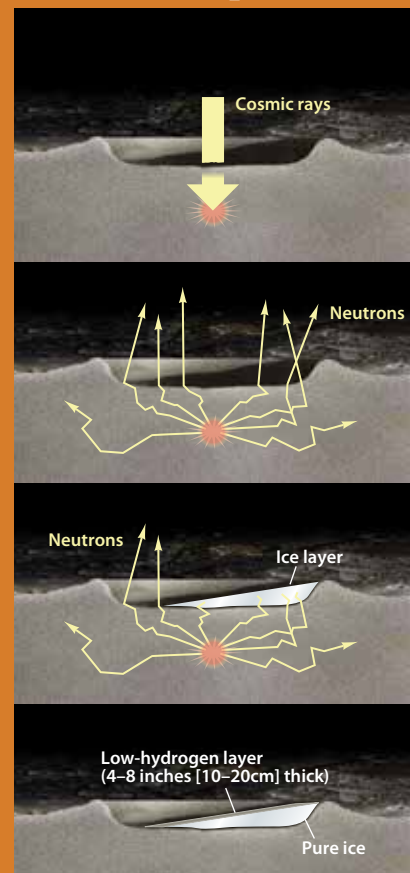 Cosmic rays
Neutrons
Neutrons
Ice layer
Low-hydrogen layer
(4–8 inches [10–20cm] thick)
Pure ice